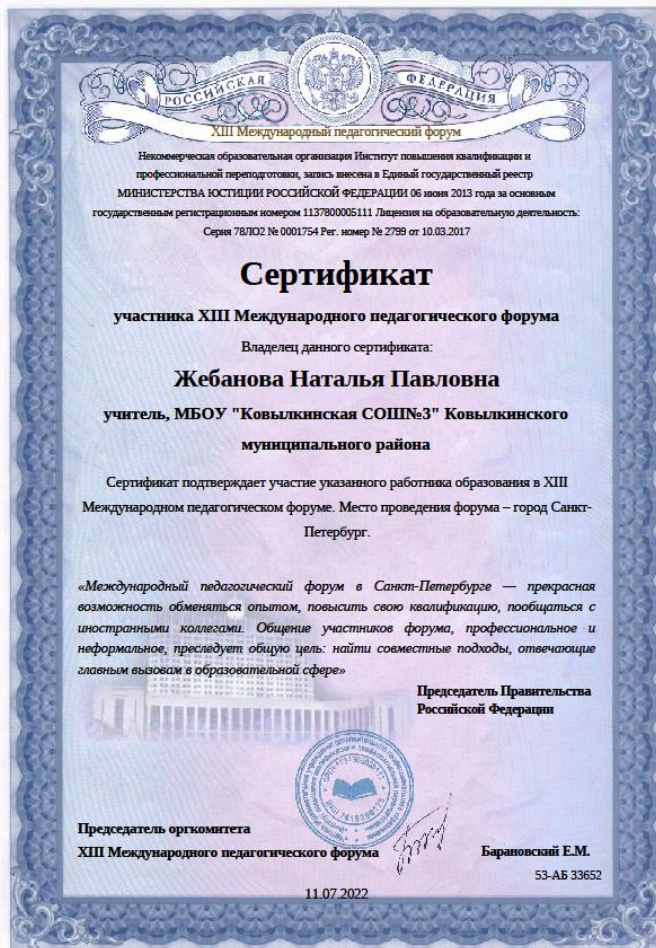 РОССИЙСКАЯ ФЕДЕРАЦИЯ
XIII Международный педагогический форум
Некоммерческая образовательная организация Институт повышения квалификации и
профессиональной переподготовки, запись внесена в Единый государственный реестр
МИНИСТЕРСТВА ЮСТИЦИИ РОССИЙСКОЙ ФЕДЕРАЦИИ 06 июня 2013 года за основным
государственным регистрационным номером 1137800005111 Лицензия на образовательную деятельность:
Серия 78ЛО2 № 0001754 Рег. номер № 2799 от 10.03.2017
Сертификат
участника XIII Международного педагогического форума
Владелец данного сертификата:
Жебанова Наталья Павловна
учитель, МБОУ "Ковылкинская СОШ№3" Ковылкинского
муниципального района
Сертификат подтверждает участие указанного работника образования в XIII
Международном педагогическом форуме. Место проведения форума – город Санкт-
Петербург.
«Международный педагогический форум в Санкт-Петербурге — прекрасная
возможность обменяться опытом, повысить свою квалификацию, пообщаться с
иностранными коллегами. Общение участников форума, профессиональное и
неформальное, преследует общую цель: найти совместные подходы, отвечающие
главным вызовам в образовательной сфере»
Председатель Правительства
Российской Федерации
Председатель оргкомитета
XIII Международного педагогического форума
Барановский Е.М.
53-АБ 33652
11.07.2022